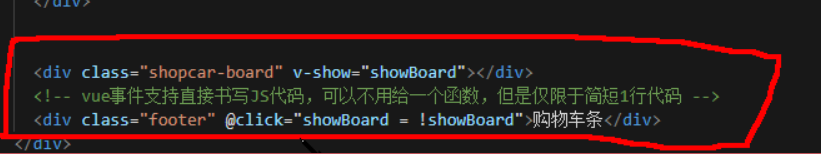 </div>
<div class="shopcar-board" v-show="showBoard"></div>
<!-- vue事件支持直接书写JS代码，可以不用给一个函数，但是仅限于简短1行代码 -->
<div class="footer" @click="showBoard = !showBoard">购物车条</div>
</div>